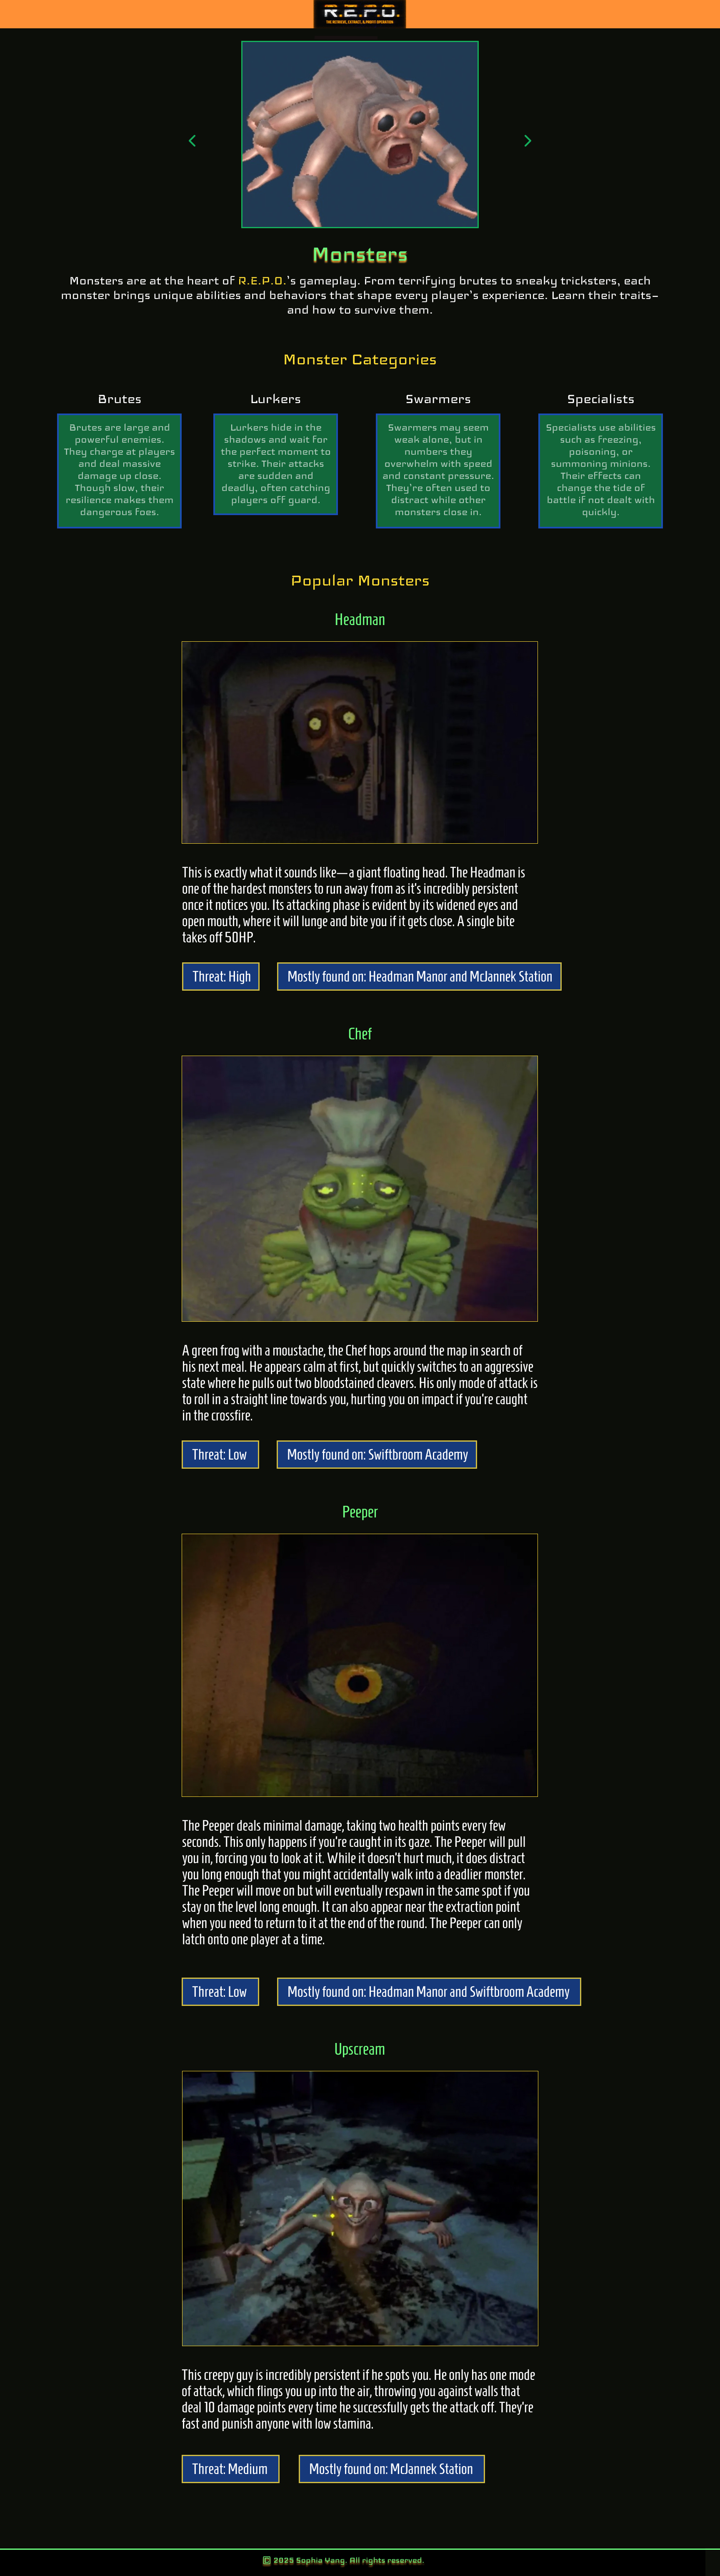 R.E.P.O.
THE RETRIEVE, EXTRACT, & PROFIT OPERATION
Monsters
Monsters are at the heart of R.E.P.O.'s gameplay. From terrifying brutes to sneaky tricksters, each
monster brings unique abilities and behaviors that shape every player's experience. Learn their traits–
and how to survive them.
Monster Categories
Brutes
Brutes are large and
powerful enemies.
They charge at players
and deal massive
damage up close.
Though slow, their
resilience makes them
dangerous foes.
Lurkers
Lurkers hide in the
shadows and wait for
the perfect moment to
strike. Their attacks
are sudden and
deadly, often catching
players off guard.
Swarmers
Swarmers may seem
weak alone, but in
numbers they
overwhelm with speed
and constant pressure.
They're often used to
distract while other
monsters close in.
Specialists
Specialists use abilities
such as freezing,
poisoning, or
summoning minions.
Their effects can
change the tide of
battle if not dealt with
quickly.
Popular Monsters
Headman
This is exactly what it sounds like—a giant floating head. The Headman is
one of the hardest monsters to run away from as it's incredibly persistent
once it notices you. Its attacking phase is evident by its widened eyes and
open mouth, where it will lunge and bite you if it gets close. A single bite
takes off 50HP.
Threat: High
Mostly found on: Headman Manor and McJannek Station
Chef
A green frog with a moustache, the Chef hops around the map in search of
his next meal. He appears calm at first, but quickly switches to an aggressive
state where he pulls out two bloodstained cleavers. His only mode of attack is
to roll in a straight line towards you, hurting you on impact if you're caught
in the crossfire.
Threat: Low
Mostly found on: Swiftbroom Academy
Peeper
The Peeper deals minimal damage, taking two health points every few
seconds. This only happens if you're caught in its gaze. The Peeper will pull
you in, forcing you to look at it. While it doesn't hurt much, it does distract
you long enough that you might accidentally walk into a deadlier monster.
The Peeper will move on but will eventually respawn in the same spot if you
stay on the level long enough. It can also appear near the extraction point
when you need to return to it at the end of the round. The Peeper can only
latch onto one player at a time.
Threat: Low
Mostly found on: Headman Manor and Swiftbroom Academy
Upscream
This creepy guy is incredibly persistent if he spots you. He only has one mode
of attack, which flings you up into the air, throwing you against walls that
deal 10 damage points every time he successfully gets the attack off. They're
fast and punish anyone with low stamina.
Threat: Medium
Mostly found on: McJannek Station
© 2025 Sophia Yang. All rights reserved.